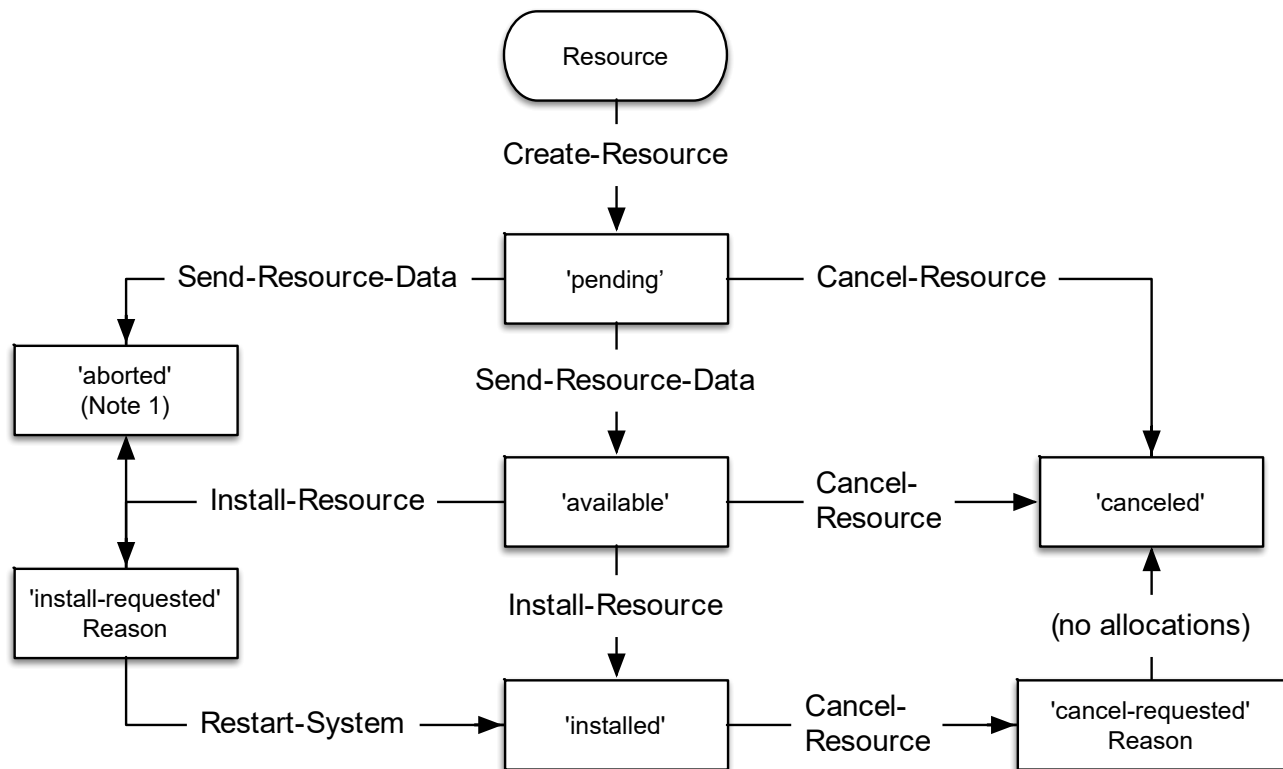 Resource
Create-Resource
Send-Resource-Data
'pending’
Cancel-Resource
'aborted'
(Note 1)
Send-Resource-Data
Install-Resource
'available'
Cancel-
Resource
'canceled'
'install-requested'
Reason
Install-Resource
(no allocations)
Restart-System
'installed'
Cancel-
Resource
'cancel-requested'
Reason